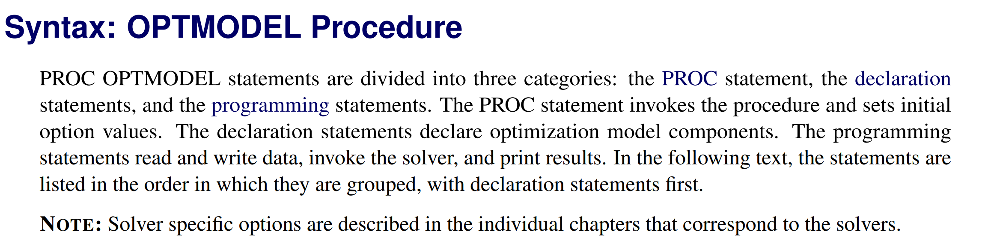 Syntax: OPTMODEL Procedure
PROC OPTMODEL statements are divided into three categories: the PROC statement, the declaration
statements, and the programming statements. The PROC statement invokes the procedure and sets initial
option values. The declaration statements declare optimization model components. The programming
statements read and write data, invoke the solver, and print results. In the following text, the statements are
listed in the order in which they are grouped, with declaration statements first.
NOTE: Solver specific options are described in the individual chapters that correspond to the solvers.